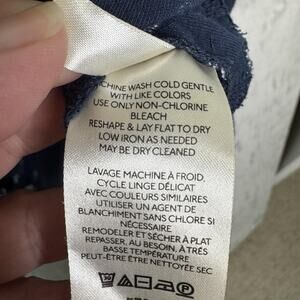 MACHINE WASH COLD GENTLE
WITH LIKE COLORS
USE ONLY NON-CHLORINE
BLEACH
RESHAPE & LAY FLAT TO DRY
LOW IRON AS NEEDED
MAY BE DRY CLEANED
LAVAGE MACHINE À FROID,
CYCLE LINGE DÉLICAT
AVEC COULEURS SIMILAIRES
UTILISER UN AGENT DE
BLANCHIMENT SANS CHLORE SI
NÉCESSAIRE
REMODELER ET SÉCHER À PLAT
REPASSER, AU BESOIN, À TRÈS
BASSE TEMPÉRATURE
PEUT-ÊTRE ÊTRE NETTOYÉE SEC
30
P